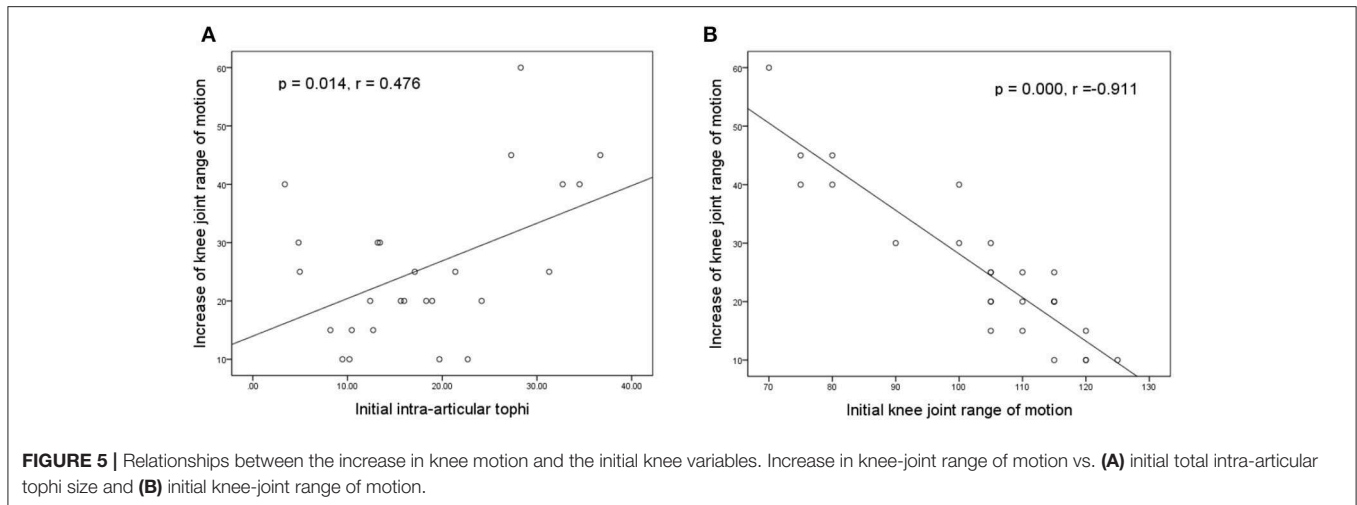 A
p = 0.014, r = 0.476
Increase of knee joint range of motion
60
50
40
30
20
10
.00 10.00 20.00 30.00 40.00
Initial intra-articular tophi
B
p = 0.000, r =-0.911
Increase of knee joint range of motion
60
50
40
30
20
10
70 80 90 100 110 120 130
Initial knee joint range of motion
FIGURE 5 | Relationships between the increase in knee motion and the initial knee variables. Increase in knee-joint range of motion vs. (A) initial total intra-articular
tophi size and (B) initial knee-joint range of motion.